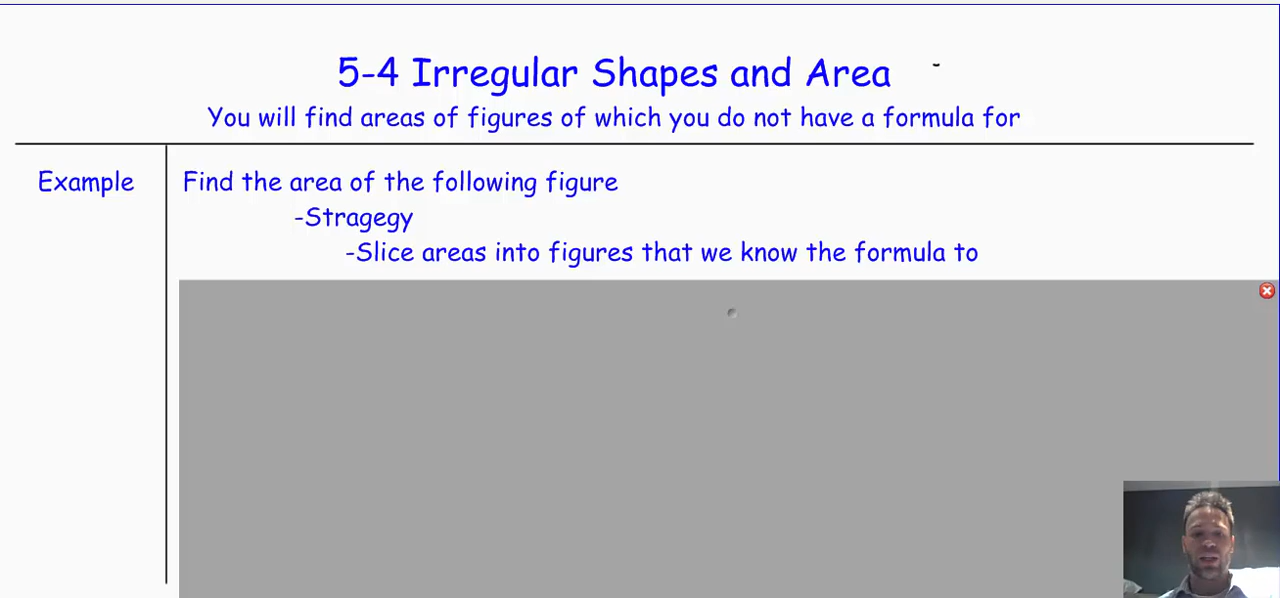 5-4 Irregular Shapes and Area
You will find areas of figures of which you do not have a formula for
Example
Find the area of the following figure
-Stragegy
-Slice areas into figures that we know the formula to